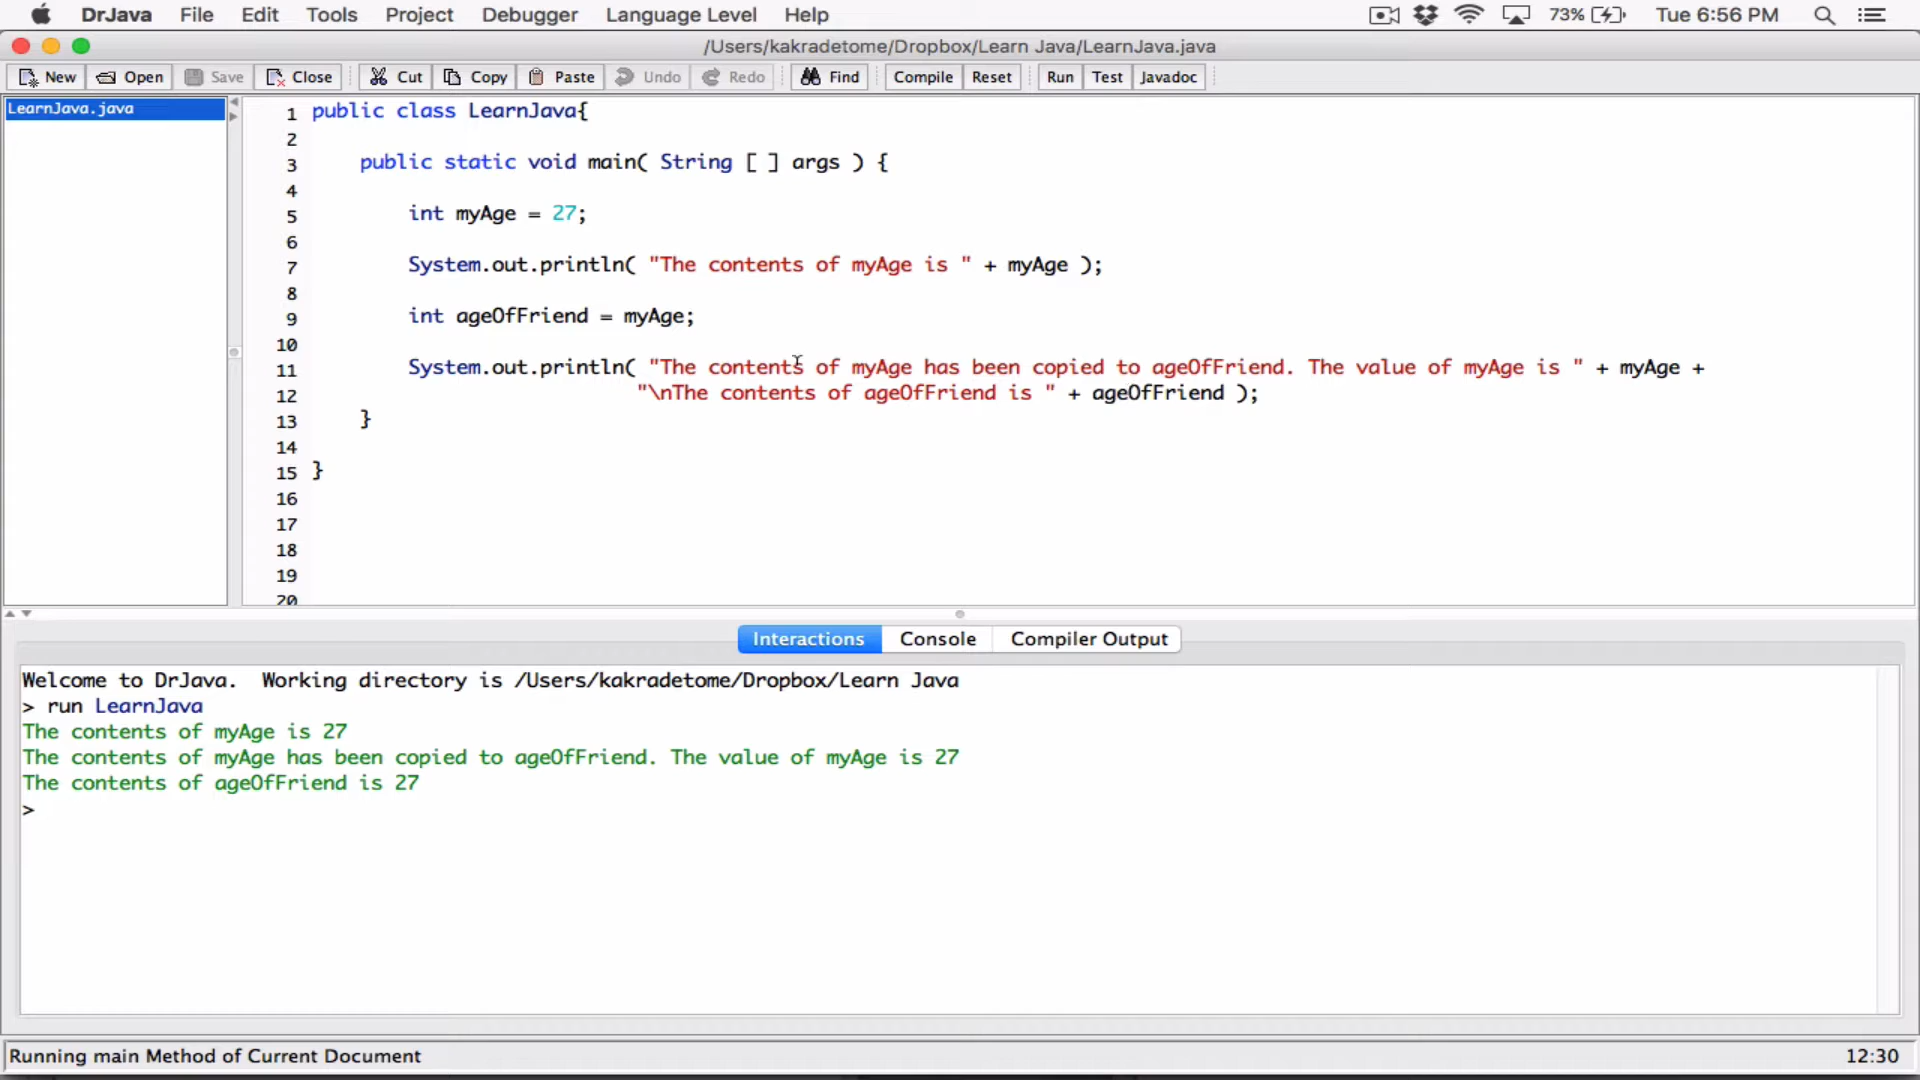 DrJava File Edit Tools Project Debugger Language Level Help 73% Tue 6:56 PM
/Users/kakradetome/Dropbox/Learn Java/LearnJava.java
New Open Save Close Cut Copy Paste Undo Redo Find Compile Reset Run Test Javadoc
LearnJava.java
1 public class LearnJava{
2
3 public static void main( String [ ] args ) {
4
5 int myAge = 27;
6
7 System.out.println( "The contents of myAge is " + myAge );
8
9 int ageOfFriend = myAge;
10
11 System.out.println( "The contents of myAge has been copied to ageOfFriend. The value of myAge is " + myAge +
12 "\nThe contents of ageOfFriend is " + ageOfFriend );
13 }
14
15 }
16
17
18
19
20
Interactions Console Compiler Output
Welcome to DrJava. Working directory is /Users/kakradetome/Dropbox/Learn Java
> run LearnJava
The contents of myAge is 27
The contents of myAge has been copied to ageOfFriend. The value of myAge is 27
The contents of ageOfFriend is 27
>
Running main Method of Current Document 12:30